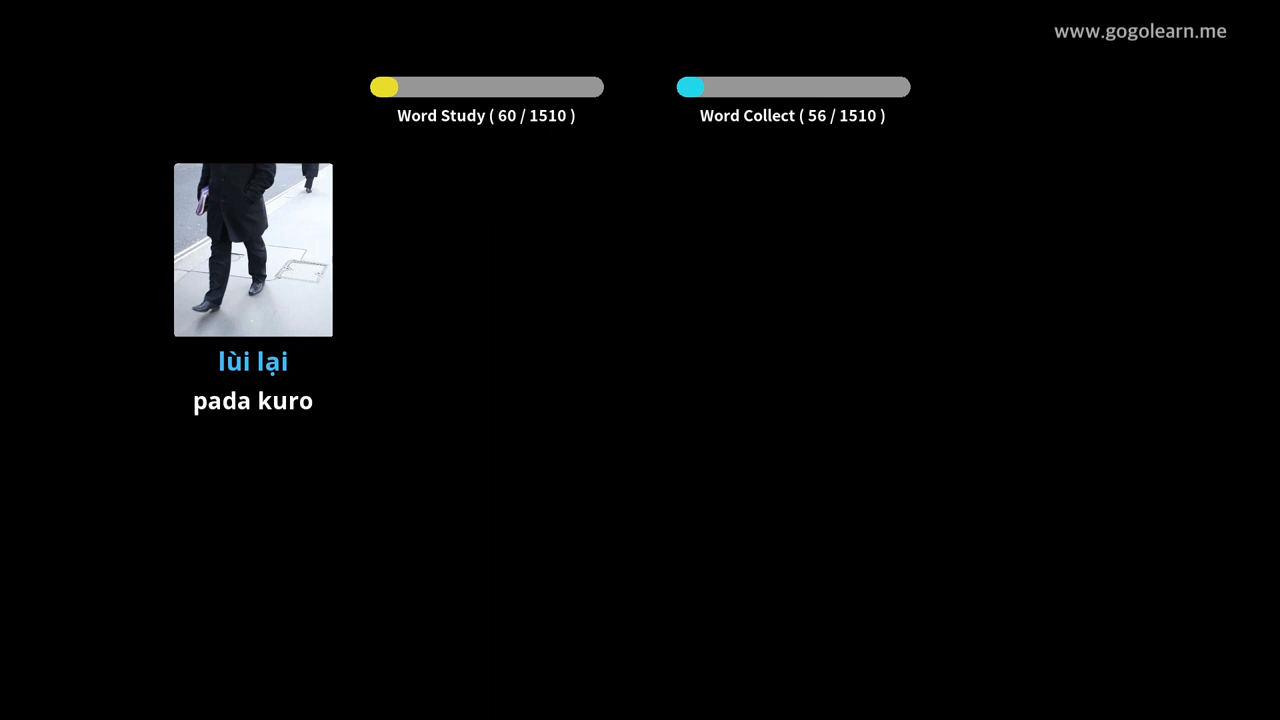 www.gogolearn.me
Word Study ( 60 / 1510 )
Word Collect ( 56 / 1510 )
lùi lại
pada kuro